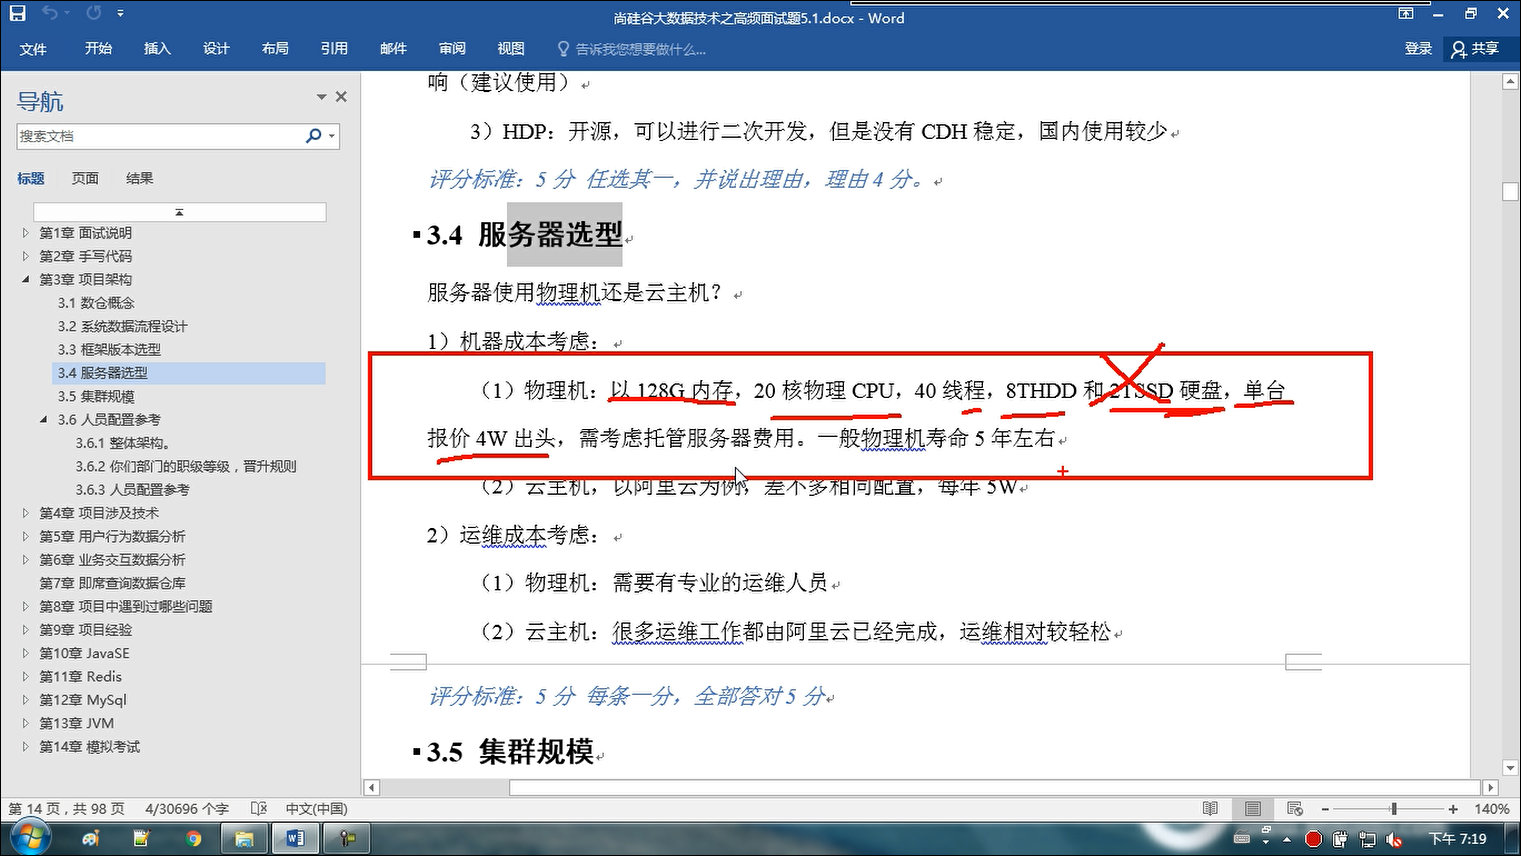 尚硅谷大数据技术之高频面试题5.1.docx - Word
文件 开始 插入 设计 布局 引用 邮件 审阅 视图 告诉我您想要做什么... 登录 共享
导航
搜索文档
标题 页面 结果
第1章 面试说明
第2章 手写代码
第3章 项目架构
3.1 数仓概念
3.2 系统数据流程设计
3.3 框架版本选型
3.4 服务器选型
3.5 集群规模
3.6 人员配置参考
3.6.1 整体架构。
3.6.2 你们部门的职级等级，晋升规则
3.6.3 人员配置参考
第4章 项目涉及技术
第5章 用户行为数据分析
第6章 业务交互数据分析
第7章 即席查询数据仓库
第8章 项目中遇到过哪些问题
第9章 项目经验
第10章 JavaSE
第11章 Redis
第12章 MySql
第13章 JVM
第14章 模拟考试
响（建议使用）
3）HDP：开源，可以进行二次开发，但是没有 CDH 稳定，国内使用较少
评分标准：5 分 任选其一，并说出理由，理由 4 分。
3.4 服务器选型
服务器使用物理机还是云主机？
1）机器成本考虑：
（1）物理机：以 128G 内存，20 核物理 CPU，40 线程，8THDD 和 2TSSD 硬盘，单台
报价 4W 出头，需考虑托管服务器费用。一般物理机寿命 5 年左右
（2）云主机，以阿里云为例，差不多相同配置，每年 5W
2）运维成本考虑：
（1）物理机：需要有专业的运维人员
（2）云主机：很多运维工作都由阿里云已经完成，运维相对较轻松
评分标准：5 分 每条一分，全部答对 5 分
3.5 集群规模
第 14 页，共 98 页 4/30696 个字 中文(中国) 140%
下午 7:19